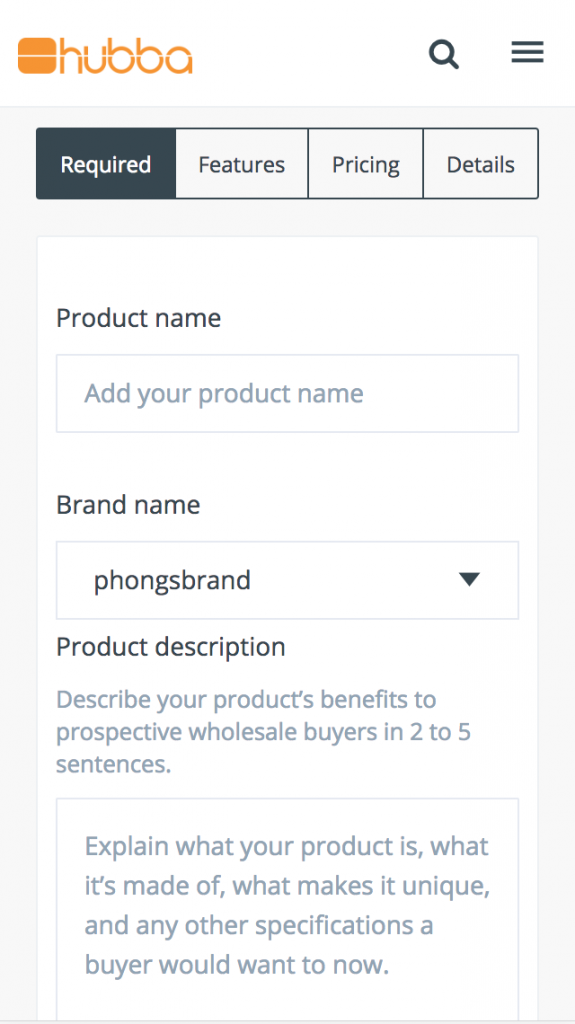 hubba
Required Features Pricing Details
Product name
Add your product name
Brand name
phongsbrand
Product description
Describe your product’s benefits to
prospective wholesale buyers in 2 to 5
sentences.
Explain what your product is, what
it’s made of, what makes it unique,
and any other specifications a
buyer would want to now.